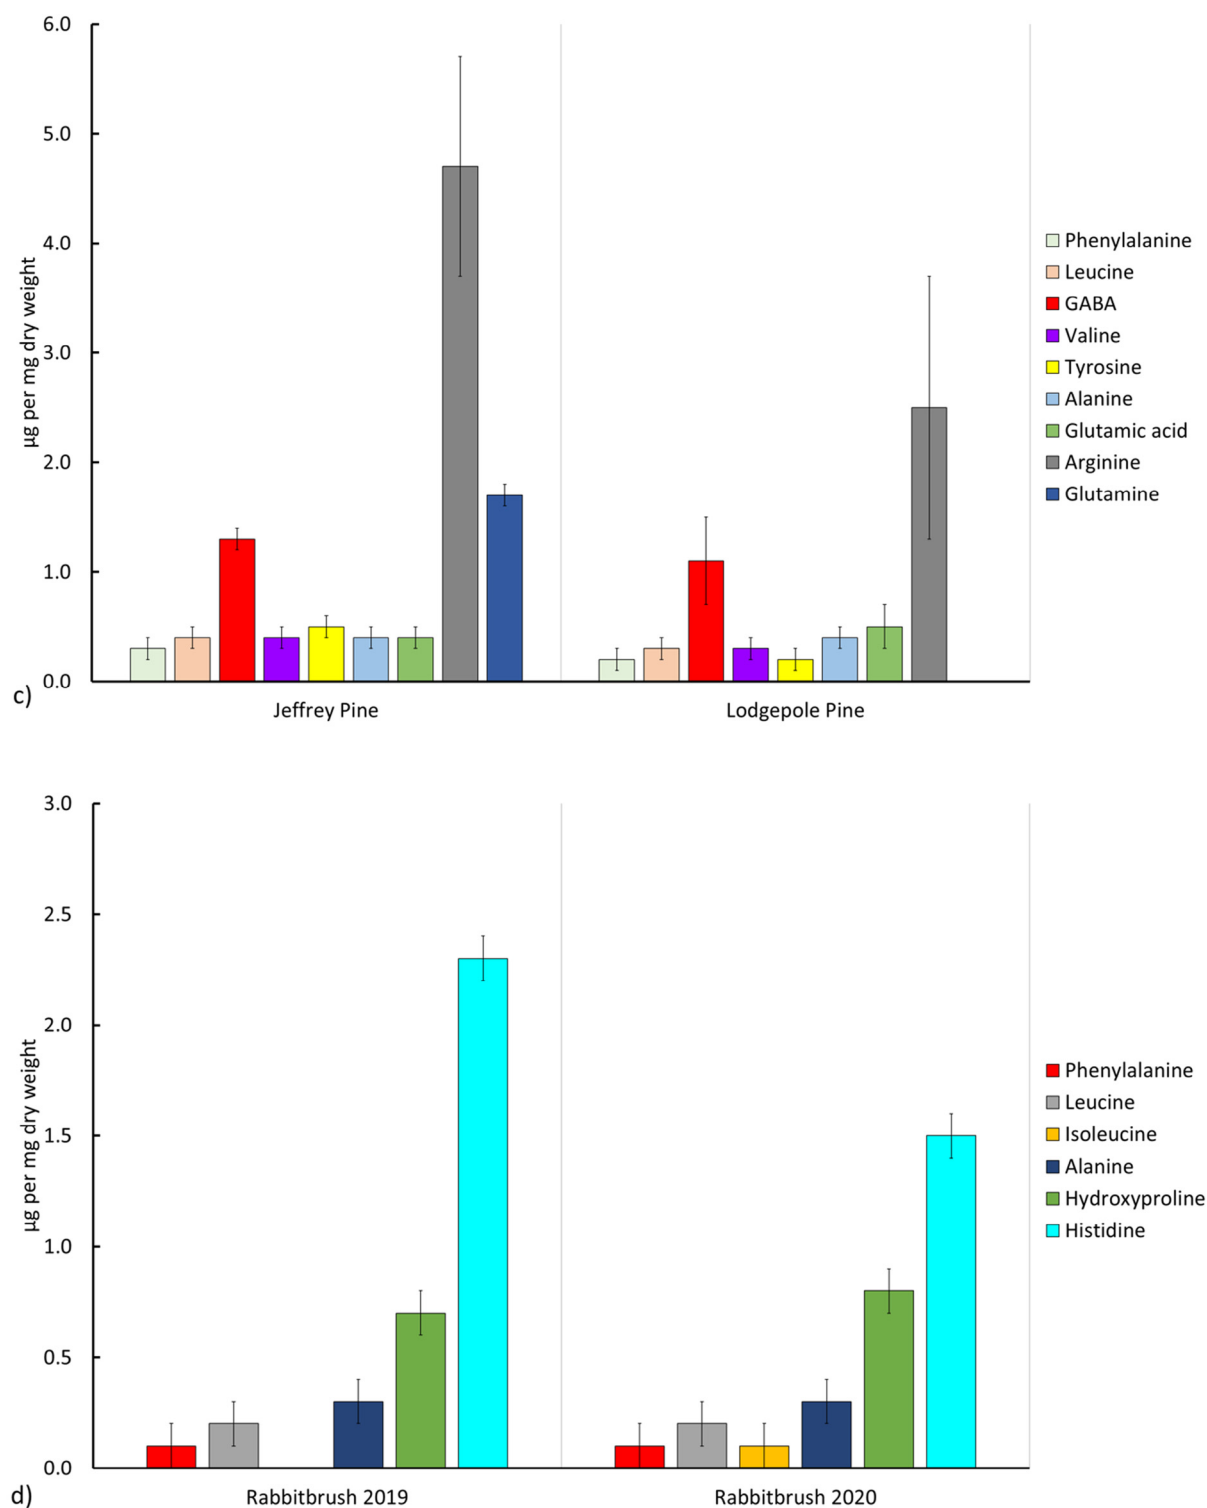 6.0
5.0
4.0
3.0
2.0
1.0
0.0
µg per mg dry weight
Jeffrey Pine
Lodgepole Pine
Phenylalanine
Leucine
GABA
Valine
Tyrosine
Alanine
Glutamic acid
Arginine
Glutamine
c)
3.0
2.5
2.0
1.5
1.0
0.5
0.0
µg per mg dry weight
Rabbitbrush 2019
Rabbitbrush 2020
Phenylalanine
Leucine
Isoleucine
Alanine
Hydroxyproline
Histidine
d)